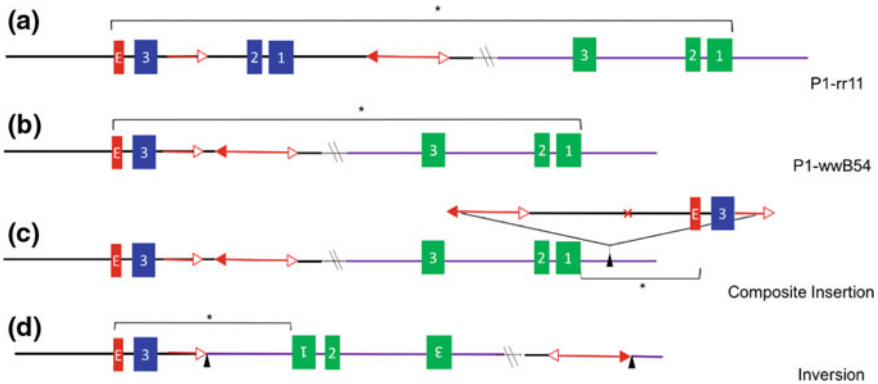 *
(a)
E 3 2 1 3 2 1
P1-rr11
*
(b)
E 3 3 2 1
P1-wwB54
E 3
(c)
E 3 3 2 1
*
Composite Insertion
(d)
*
E 3 1 2 3
Inversion